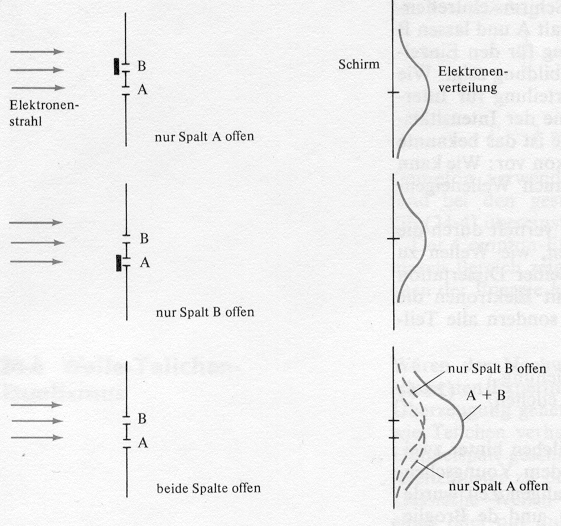 B
A
Elektronen-
strahl
nur Spalt A offen
Schirm
Elektronen-
verteilung
B
A
nur Spalt B offen
B
A
beide Spalte offen
nur Spalt B offen
A + B
nur Spalt A offen